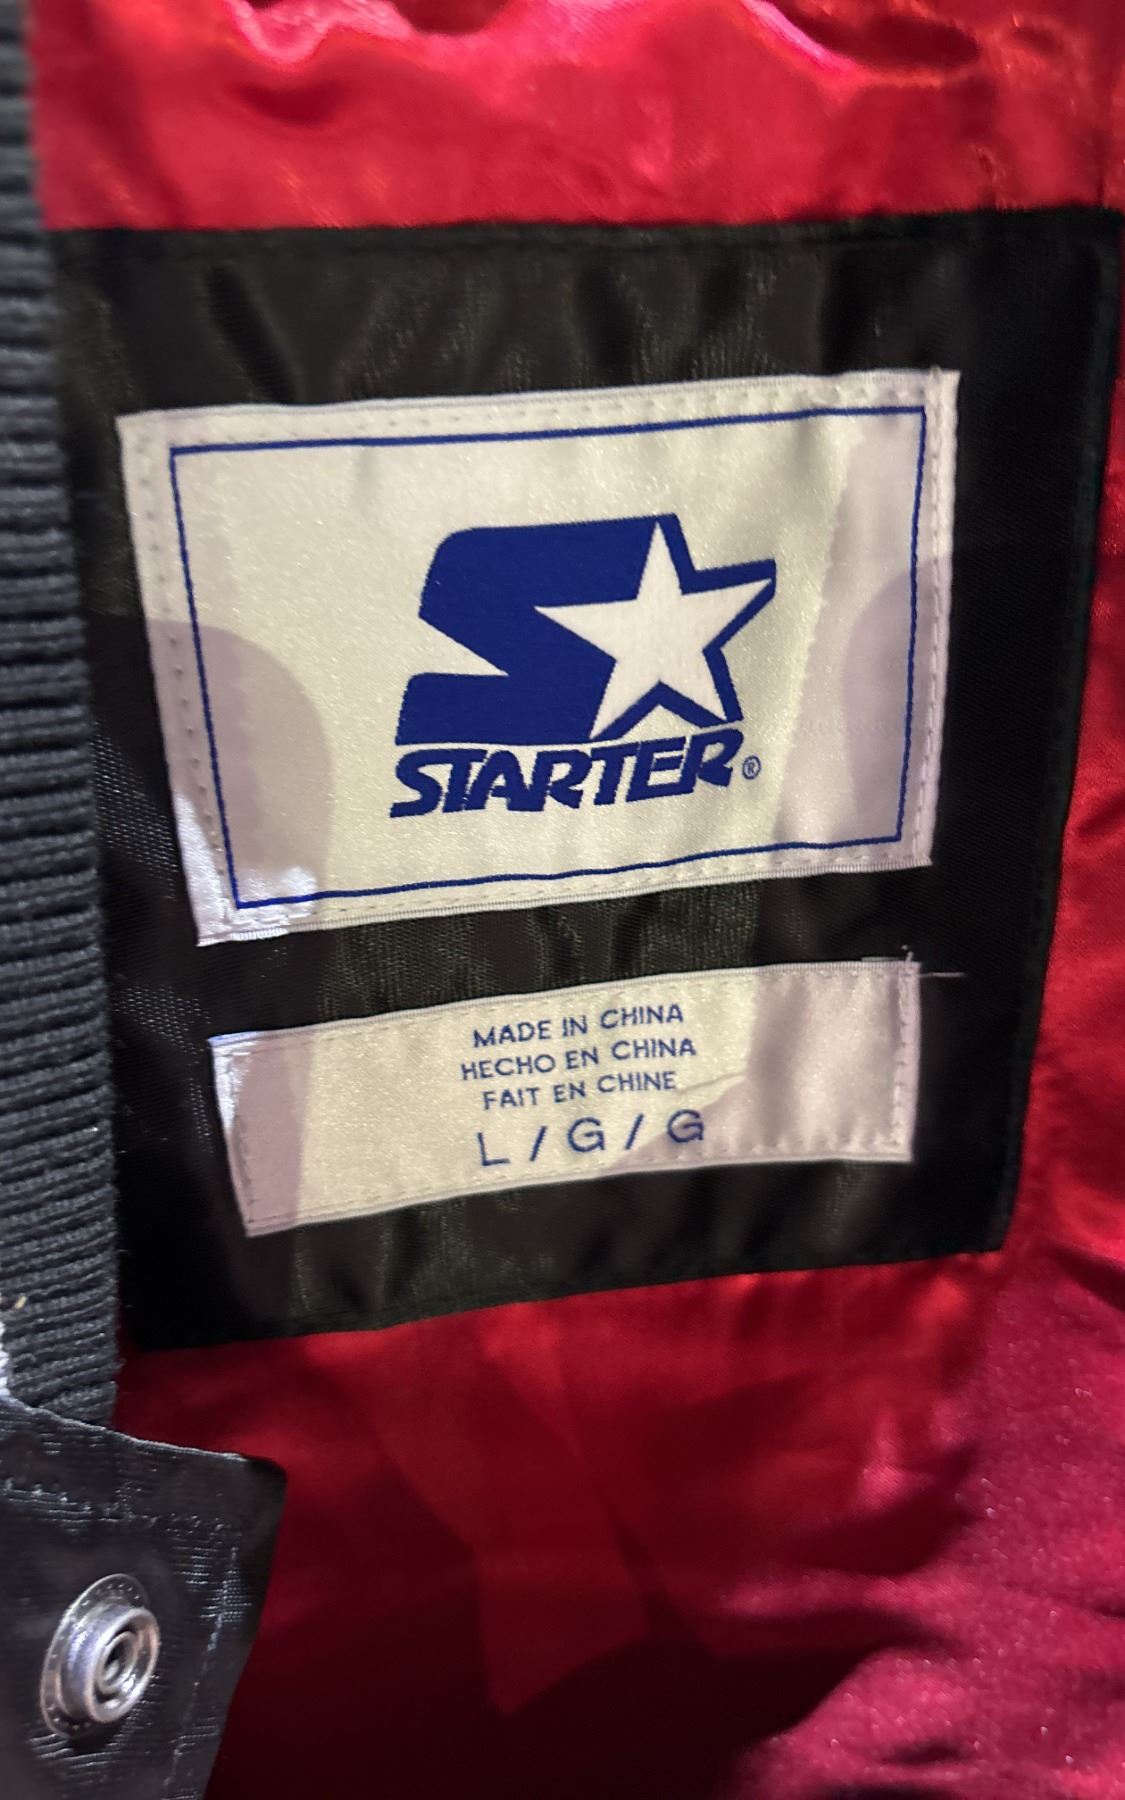 STARTER®
MADE IN CHINA
HECHO EN CHINA
FAIT EN CHINE
L / G / G